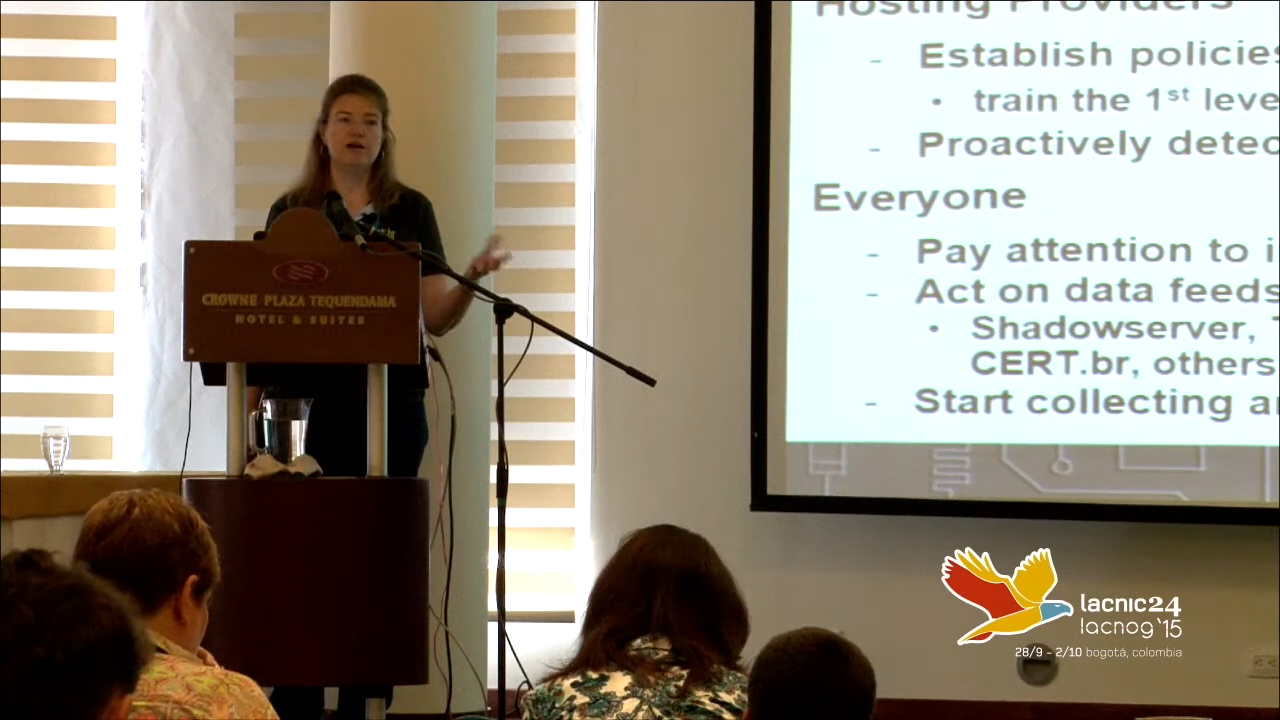 Hosting Providers
- Establish policies
• train the 1st leve
- Proactively detec
Everyone
- Pay attention to i
- Act on data feeds
• Shadowserver, T
CERT.br, others
- Start collecting a
CROWNE PLAZA TEQUENDAMA
HOTEL & SUITES
lacnic24
lacnog'15
28/9 - 2/10 bogotá, colombia